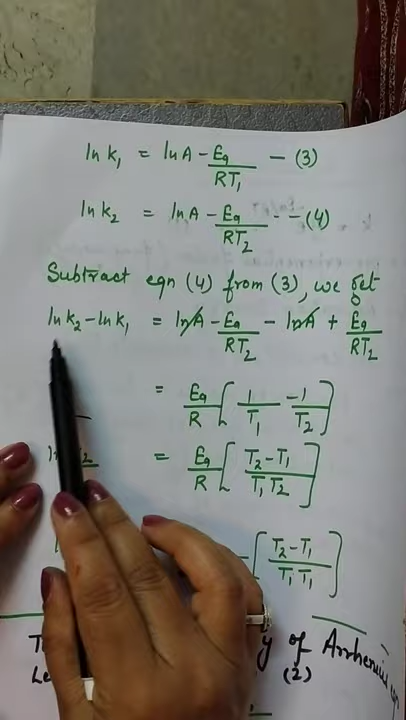 ln k₁ = ln A - Ea/RT₁ - (3)
ln k₂ = ln A - Ea/RT₂ - - (4)
Subtract eqn (4) from (3), we get
ln k₂ - ln k₁ = ln A - Ea/RT₂ - ln A + Ea/RT₂
= Ea/R [ 1/T₁ - 1/T₂ ]
= Ea/R [ T₂-T₁/T₁T₂ ]
[ T₂-T₁/T₁T₁ ]
of Arrhenius
(2)